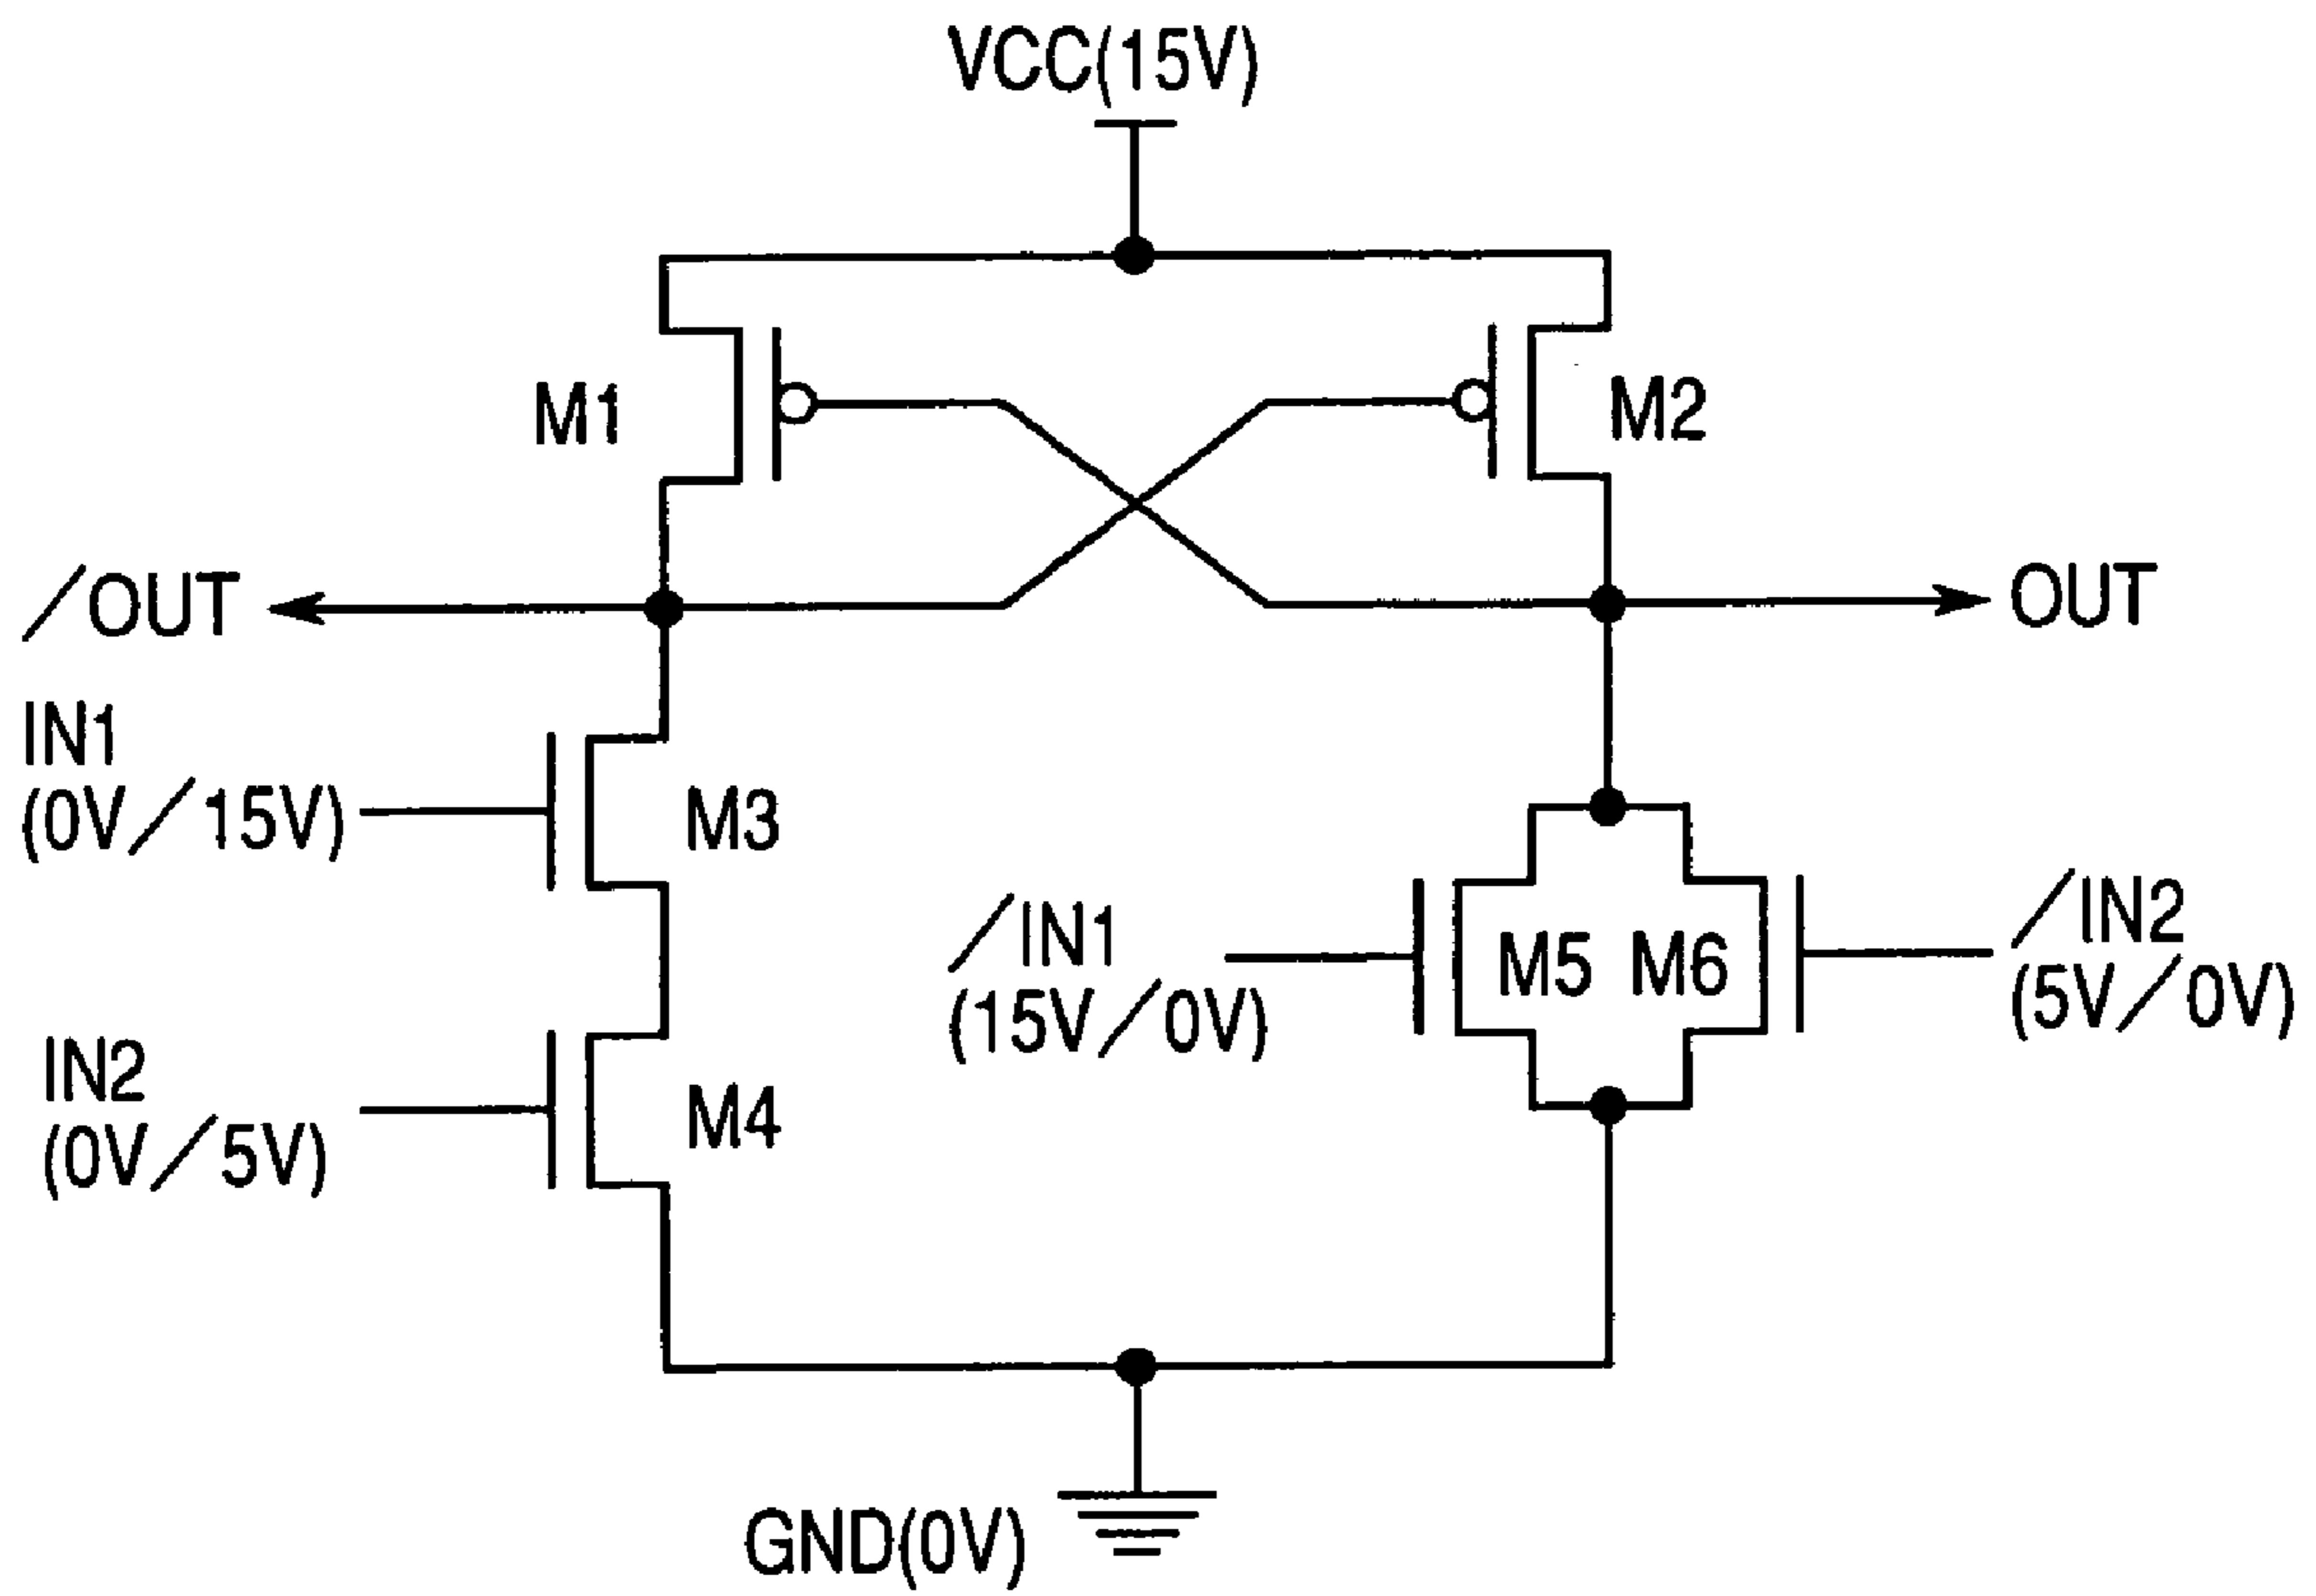 VCC(15V)
M1
M2
/OUT
OUT
IN1
(0V/15V)
M3
/IN1
(15V/0V)
M5
M6
/IN2
(5V/0V)
IN2
(0V/5V)
M4
GND(0V)